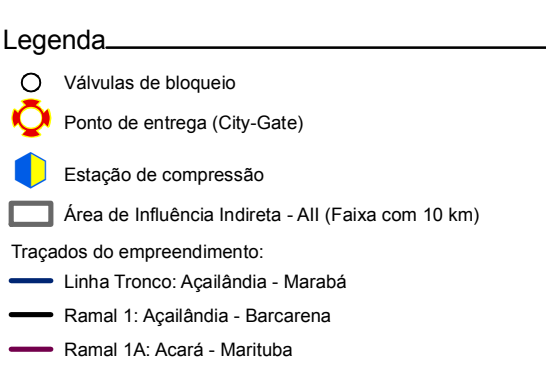 Legenda
Válvulas de bloqueio
Ponto de entrega (City-Gate)
Estação de compressão
Área de Influência Indireta - AII (Faixa com 10 km)
Traçados do empreendimento:
Linha Tronco: Açailândia - Marabá
Ramal 1: Açailândia - Barcarena
Ramal 1A: Acará - Marituba